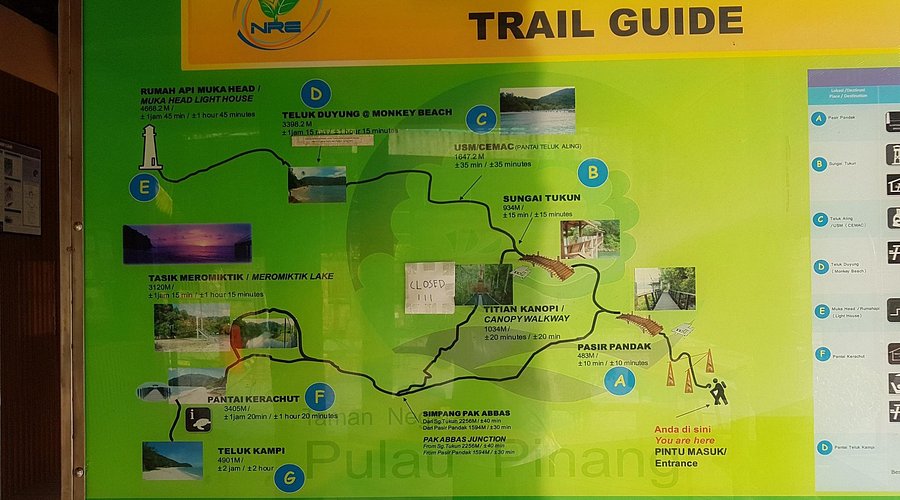 NRE
TRAIL GUIDE
RUMAH API MUKA HEAD /
MUKA HEAD LIGHT HOUSE
4668.2 M /
±1jam 45 min / ±1 hour 45 minutes
E
D
TELUK DUYUNG @ MONKEY BEACH
3398.2 M
±1jam 15 min / ±1 hour 15 minutes
C
USM/CEMAC (PANTAI TELUK ALING)
1647.2 M
±35 min / ±35 minutes
B
SUNGAI TUKUN
934M /
±15 min / ±15 minutes
TASIK MEROMIKTIK / MEROMIKTIK LAKE
3120M /
±1jam 15 min / ±1 hour 15 minutes
CLOSED
!!!
TITIAN KANOPI /
CANOPY WALKWAY
1034M /
±20 minutes / ±20 min
PASIR PANDAK
483M /
±10 min / ±10 minutes
A
PANTAI KERACHUT
3405M /
±1jam 20min / ±1 hour 20 minutes
F
SIMPANG PAK ABBAS
Dari Sg.Tukun 2256M / ±40 min
Dari Pasir Pandak 1594M / ±30 min
PAK ABBAS JUNCTION
From Sg.Tukun 2256M / ±40 min
From Pasir Pandak 1594M / ±30 min
TELUK KAMPI
4901M /
±2 jam / ±2 hour
G
Anda di sini
You are here
PINTU MASUK/
Entrance
Taman Ne
Pulau Pinang
Lokasi / Destinasi
Place / Destination
A Pasir Pandak
B Sungai Tukun
C Teluk Aling
/ USM (CEMAC)
D Teluk Duyung
(Monkey Beach)
E Muka Head / Rumahapi
(Light House)
F Pantai Kerachut
D Pantai Teluk Kampi